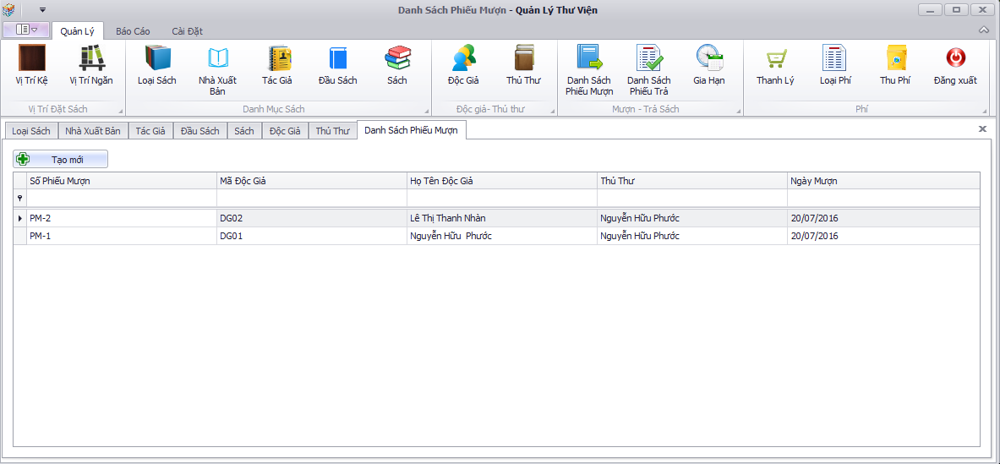 Danh Sách Phiếu Mượn - Quản Lý Thư Viện
Quản Lý Báo Cáo Cài Đặt
Vị Trí Kệ Vị Trí Ngăn Loại Sách Nhà Xuất Bản Tác Giả Đầu Sách Sách Độc Giả Thủ Thư Danh Sách Phiếu Mượn Danh Sách Phiếu Trả Gia Hạn Thanh Lý Loại Phí Thu Phí Đăng xuất
Vị Trí Đặt Sách Danh Mục Sách Độc giả- Thủ thư Mượn - Trả Sách Phí
Loại Sách Nhà Xuất Bản Tác Giả Đầu Sách Sách Độc Giả Thủ Thư Danh Sách Phiếu Mượn
Tạo mới
Số Phiếu Mượn Mã Độc Giả Họ Tên Độc Giả Thủ Thư Ngày Mượn
PM-2 DG02 Lê Thị Thanh Nhàn Nguyễn Hữu Phước 20/07/2016
PM-1 DG01 Nguyễn Hữu  Phước Nguyễn Hữu Phước 20/07/2016